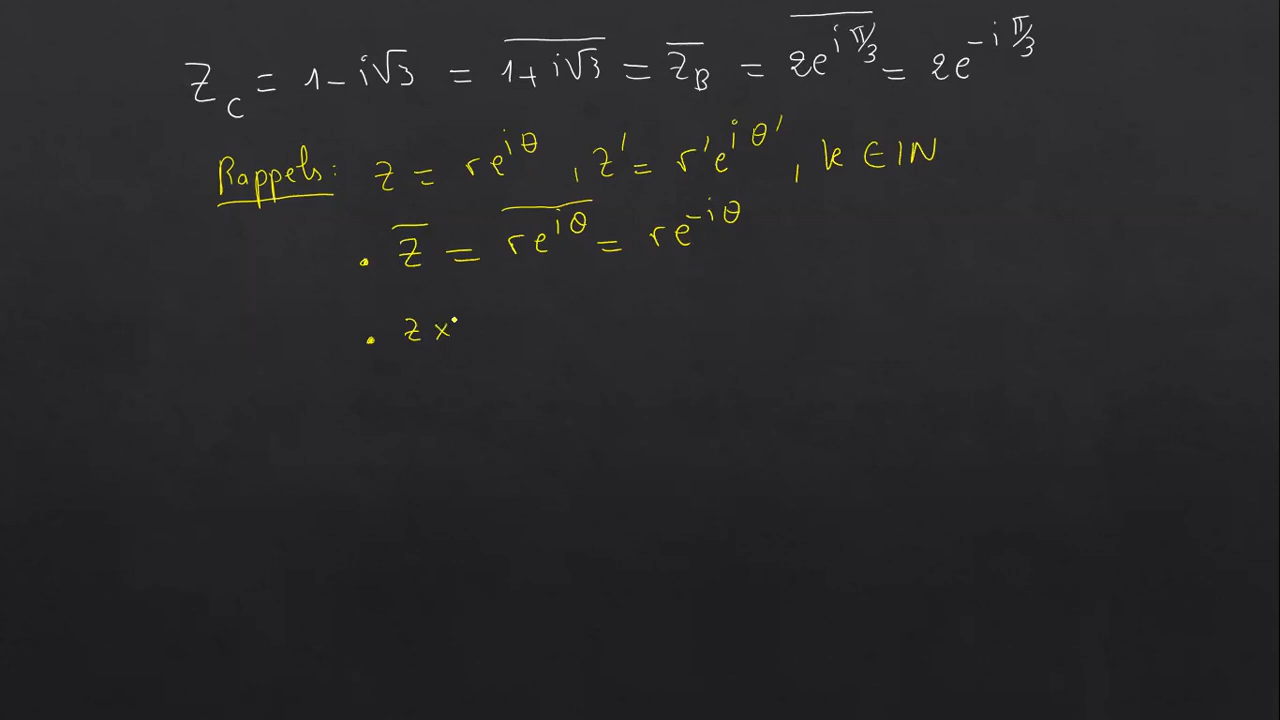 Z_C = 1 - i√3 = \overline{1 + i√3} = \overline{Z_B} = \overline{2e^{iπ/3}} = 2e^{-iπ/3}
Rappels : z = re^{iθ} , z' = r'e^{iθ'} , k ∈ IN
• \overline{z} = \overline{re^{iθ}} = re^{-iθ}
• z ×